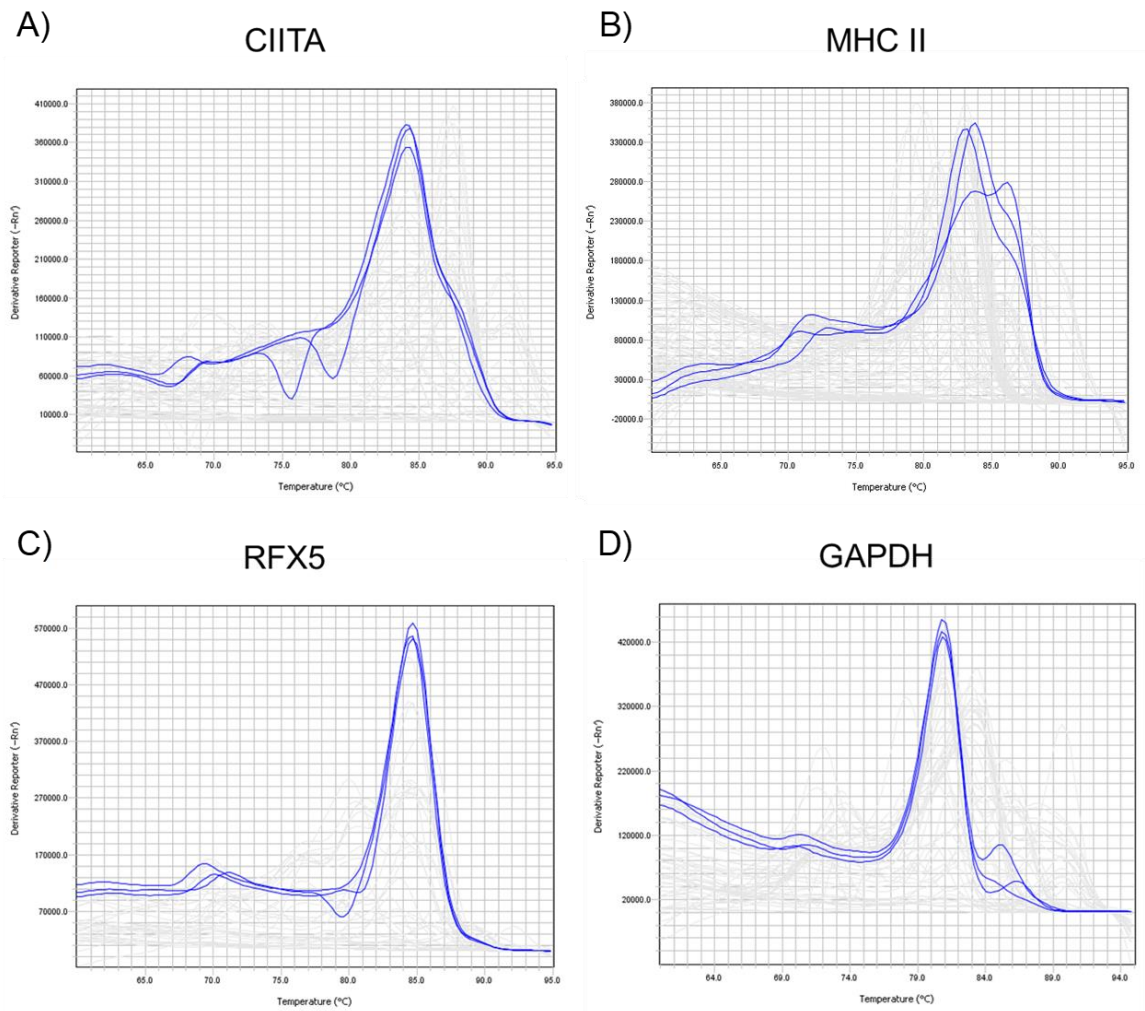 A)
CIITA
410000.0
360000.0
310000.0
260000.0
210000.0
160000.0
110000.0
60000.0
10000.0
Derivative Reporter (−Rn')
65.0 70.0 75.0 80.0 85.0 90.0 95.0
Temperature (°C)
B)
MHC II
380000.0
330000.0
280000.0
230000.0
180000.0
130000.0
80000.0
30000.0
-20000.0
Derivative Reporter (−Rn')
65.0 70.0 75.0 80.0 85.0 90.0 95.0
Temperature (°C)
C)
RFX5
570000.0
470000.0
370000.0
270000.0
170000.0
70000.0
Derivative Reporter (−Rn')
65.0 70.0 75.0 80.0 85.0 90.0 95.0
Temperature (°C)
D)
GAPDH
420000.0
320000.0
220000.0
120000.0
20000.0
Derivative Reporter (−Rn')
64.0 69.0 74.0 79.0 84.0 89.0 94.0
Temperature (°C)